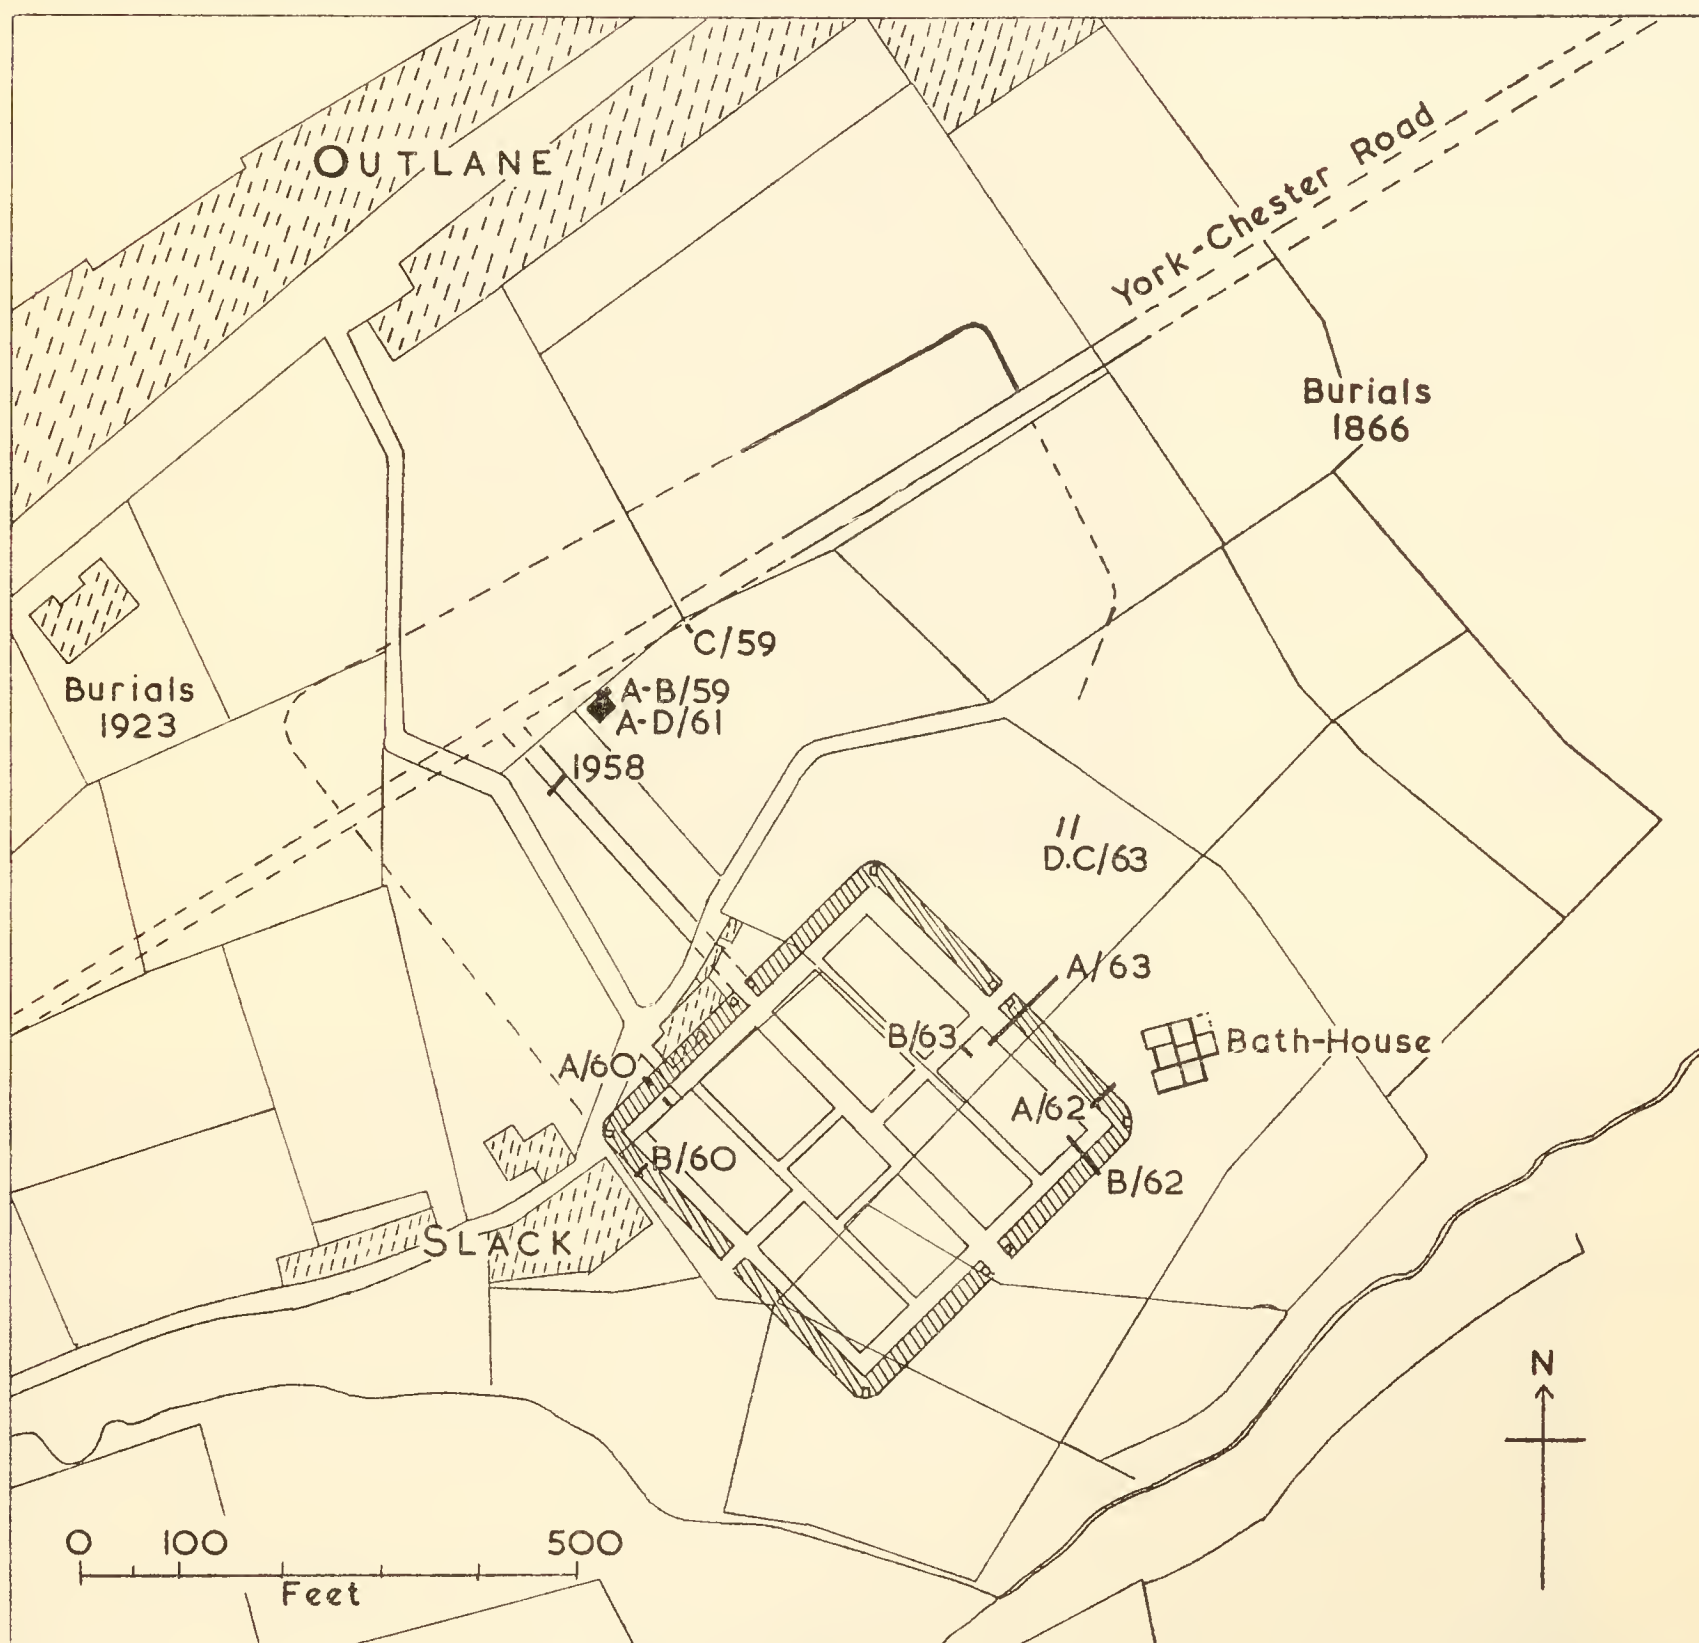 OUTLANE
York-Chester Road
Burials
1866
C/59
Burials
1923
A-B/59
A-D/61
1958
D.C/63
A/63
B/63
Bath-House
A/60
A/62
B/60
B/62
SLACK
N
0 100 500
Feet